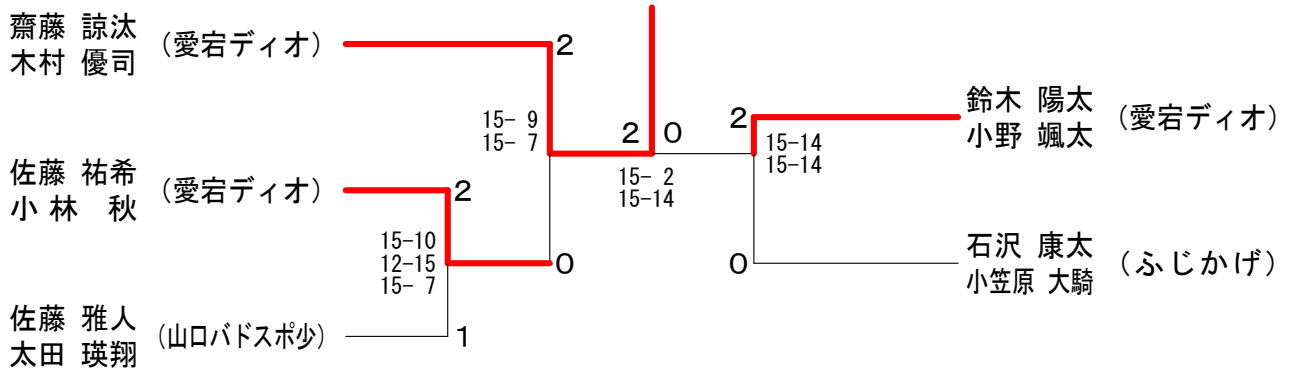 齋藤 諒汰
木村 優司
(愛宕ディオ)
2
15- 9
15- 7
佐藤 祐希
小 林 秋
(愛宕ディオ)
2
15-10
12-15
15- 7
0
佐藤 雅人
太田 瑛翔
(山口バドスポ少)
1
2 0
15- 2
15-14
2
15-14
15-14
鈴木 陽太
小野 颯太
(愛宕ディオ)
0
石沢 康太
小笠原 大騎
(ふじかげ)